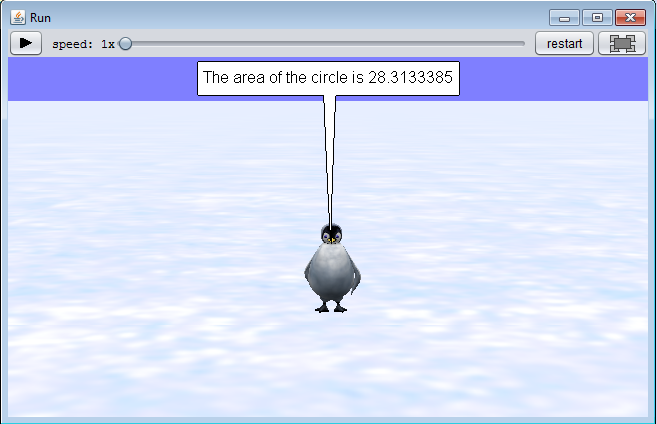 Run
speed: 1x
restart
The area of the circle is 28.3133385